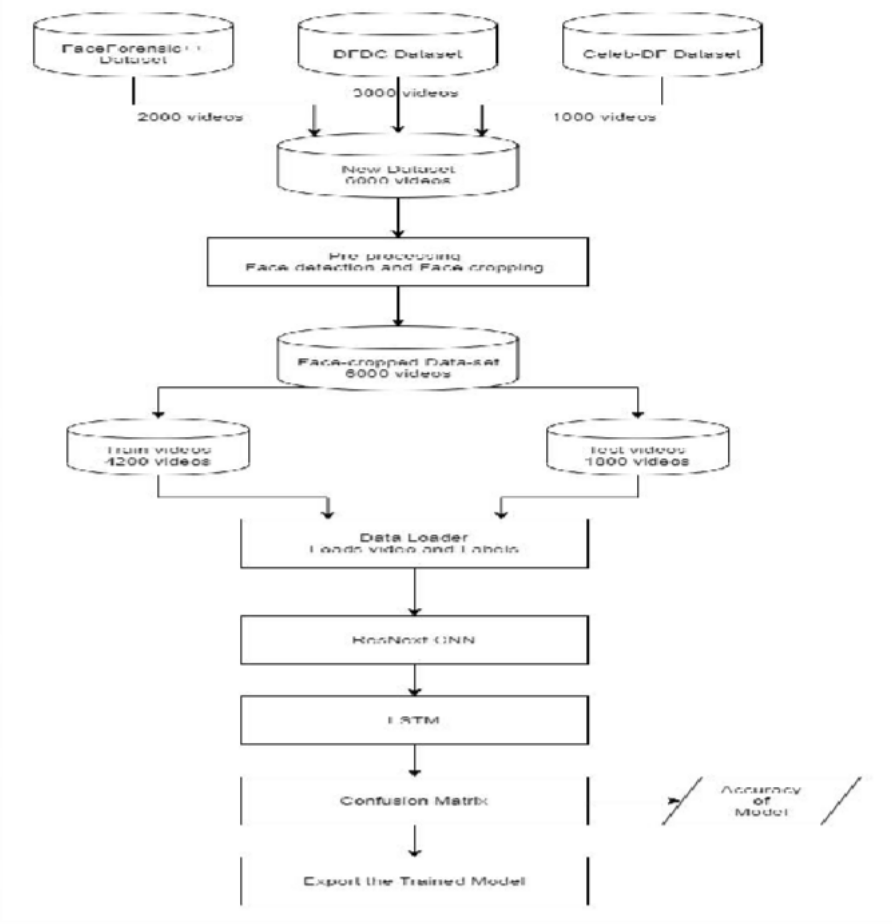 FaceForensic++
Dataset
DFDC Dataset
Celeb-DF Dataset
3000 videos
2000 videos
1000 videos
New Dataset
6000 videos
Pre processing
Face detection and Face cropping
Face-cropped Data-set
6000 videos
Train videos
4200 videos
Test videos
1800 videos
Data Loader
Loads video and Labels
ResNext CNN
LSTM
Confusion Matrix
Accuracy
of
Model
Export the Trained Model